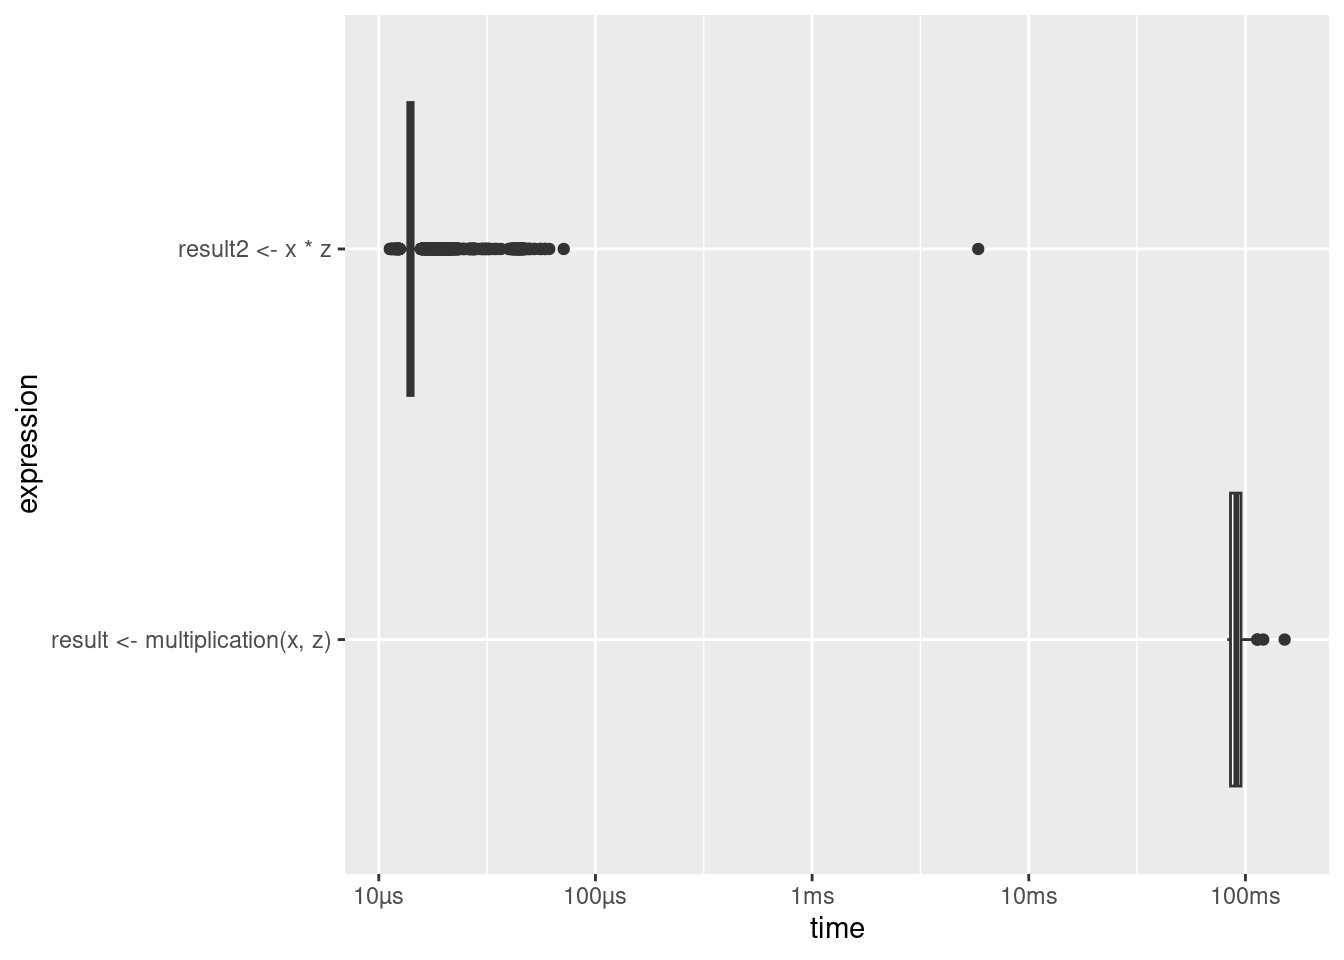 result2 <- x * z
expression
result <- multiplication(x, z)
10µs 100µs 1ms 10ms 100ms
time